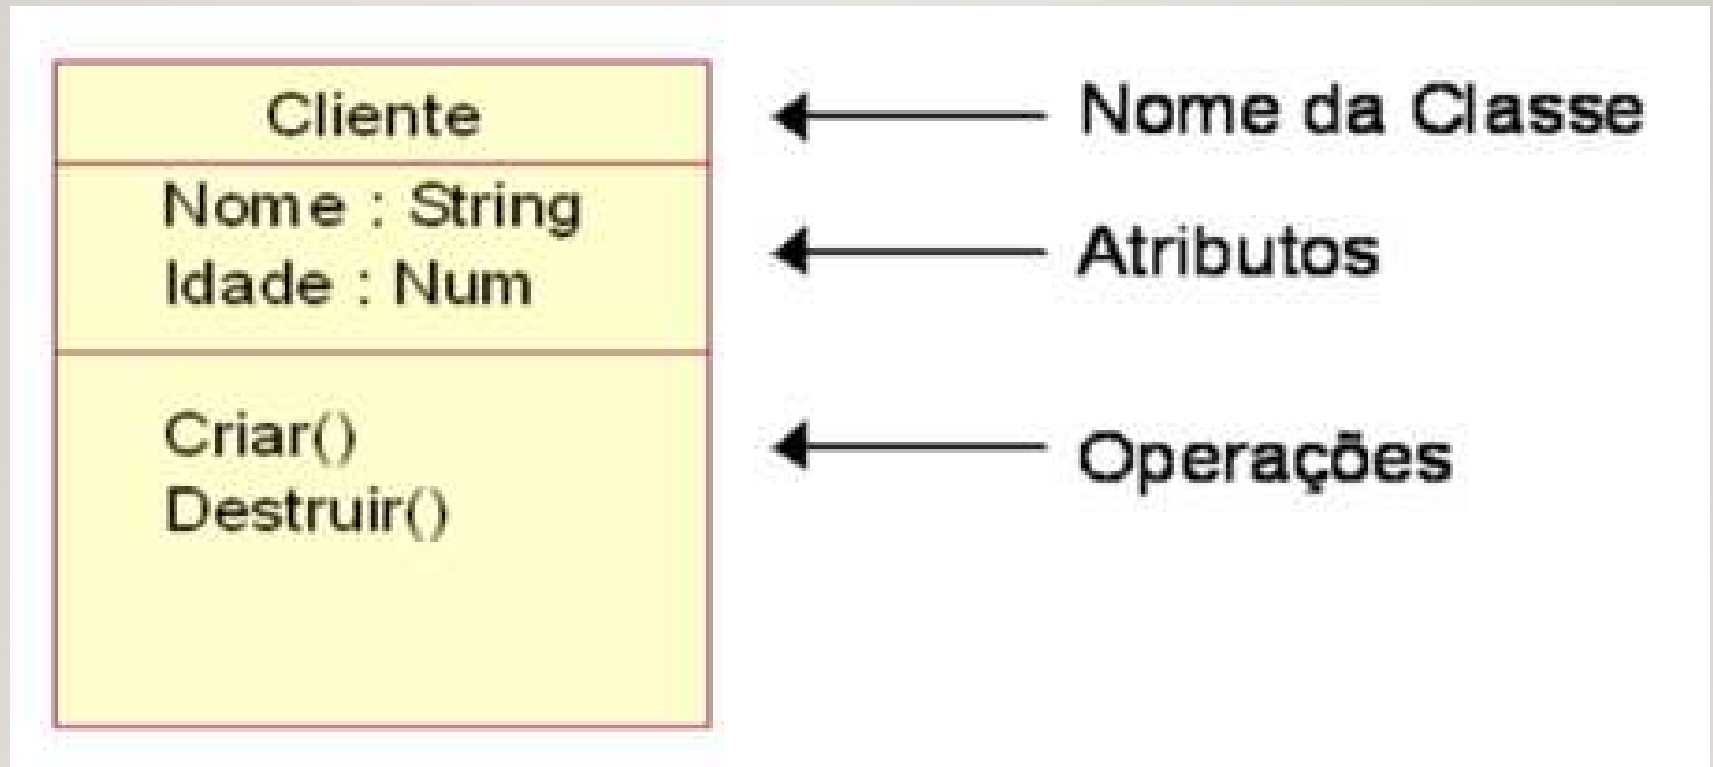 Cliente
Nome : String
Idade : Num
Criar()
Destruir()
Nome da Classe
Atributos
Operações